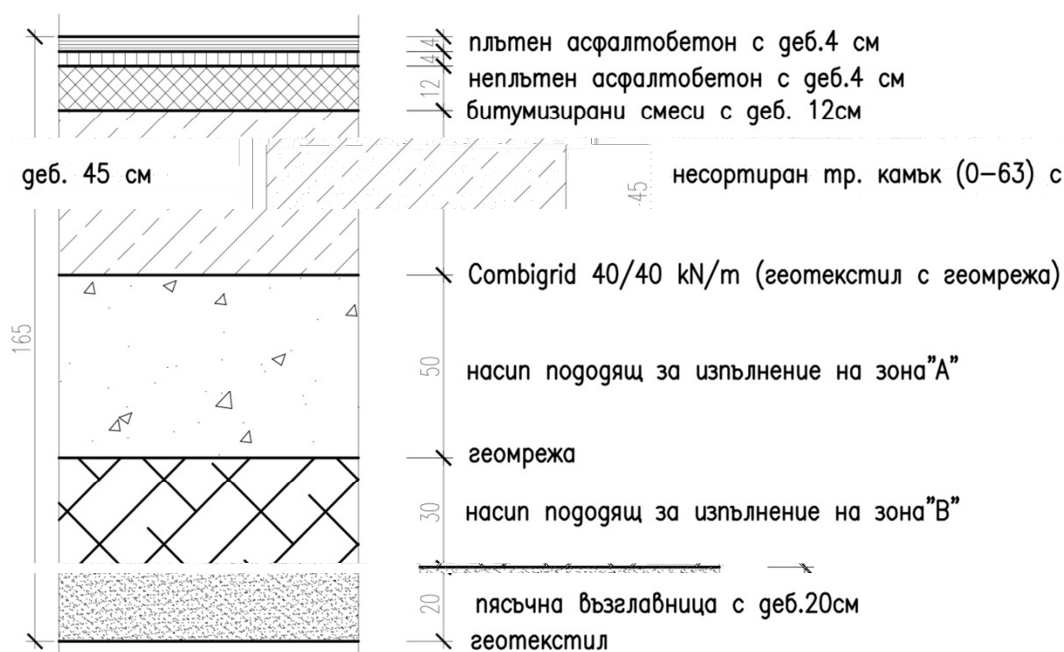 4 плътен асфалтобетон с деб.4 см
4 неплътен асфалтобетон с деб.4 см
12 битумизирани смеси с деб. 12см
деб. 45 см
45 несортиран тр. камък (0–63) с
Combigrid 40/40 kN/m (геотекстил с геомрежа)
165
50 насип пододящ за изпълнение на зона"А"
геомрежа
30 насип пододящ за изпълнение на зона"В"
20 пясъчна възглавница с деб.20см
геотекстил